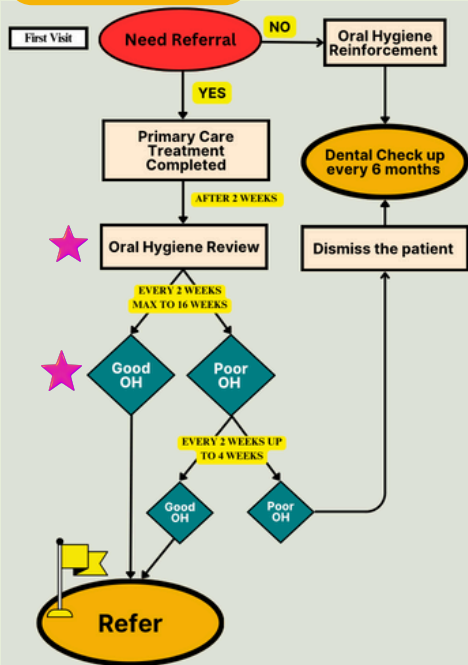 First Visit
Need Referral
NO
Oral Hygiene
Reinforcement
YES
Primary Care
Treatment
Completed
Dental Check up
every 6 months
AFTER 2 WEEKS
Oral Hygiene Review
Dismiss the patient
EVERY 2 WEEKS
MAX TO 16 WEEKS
Good
OH
Poor
OH
EVERY 2 WEEKS UP
TO 4 WEEKS
Good
OH
Poor
OH
Refer